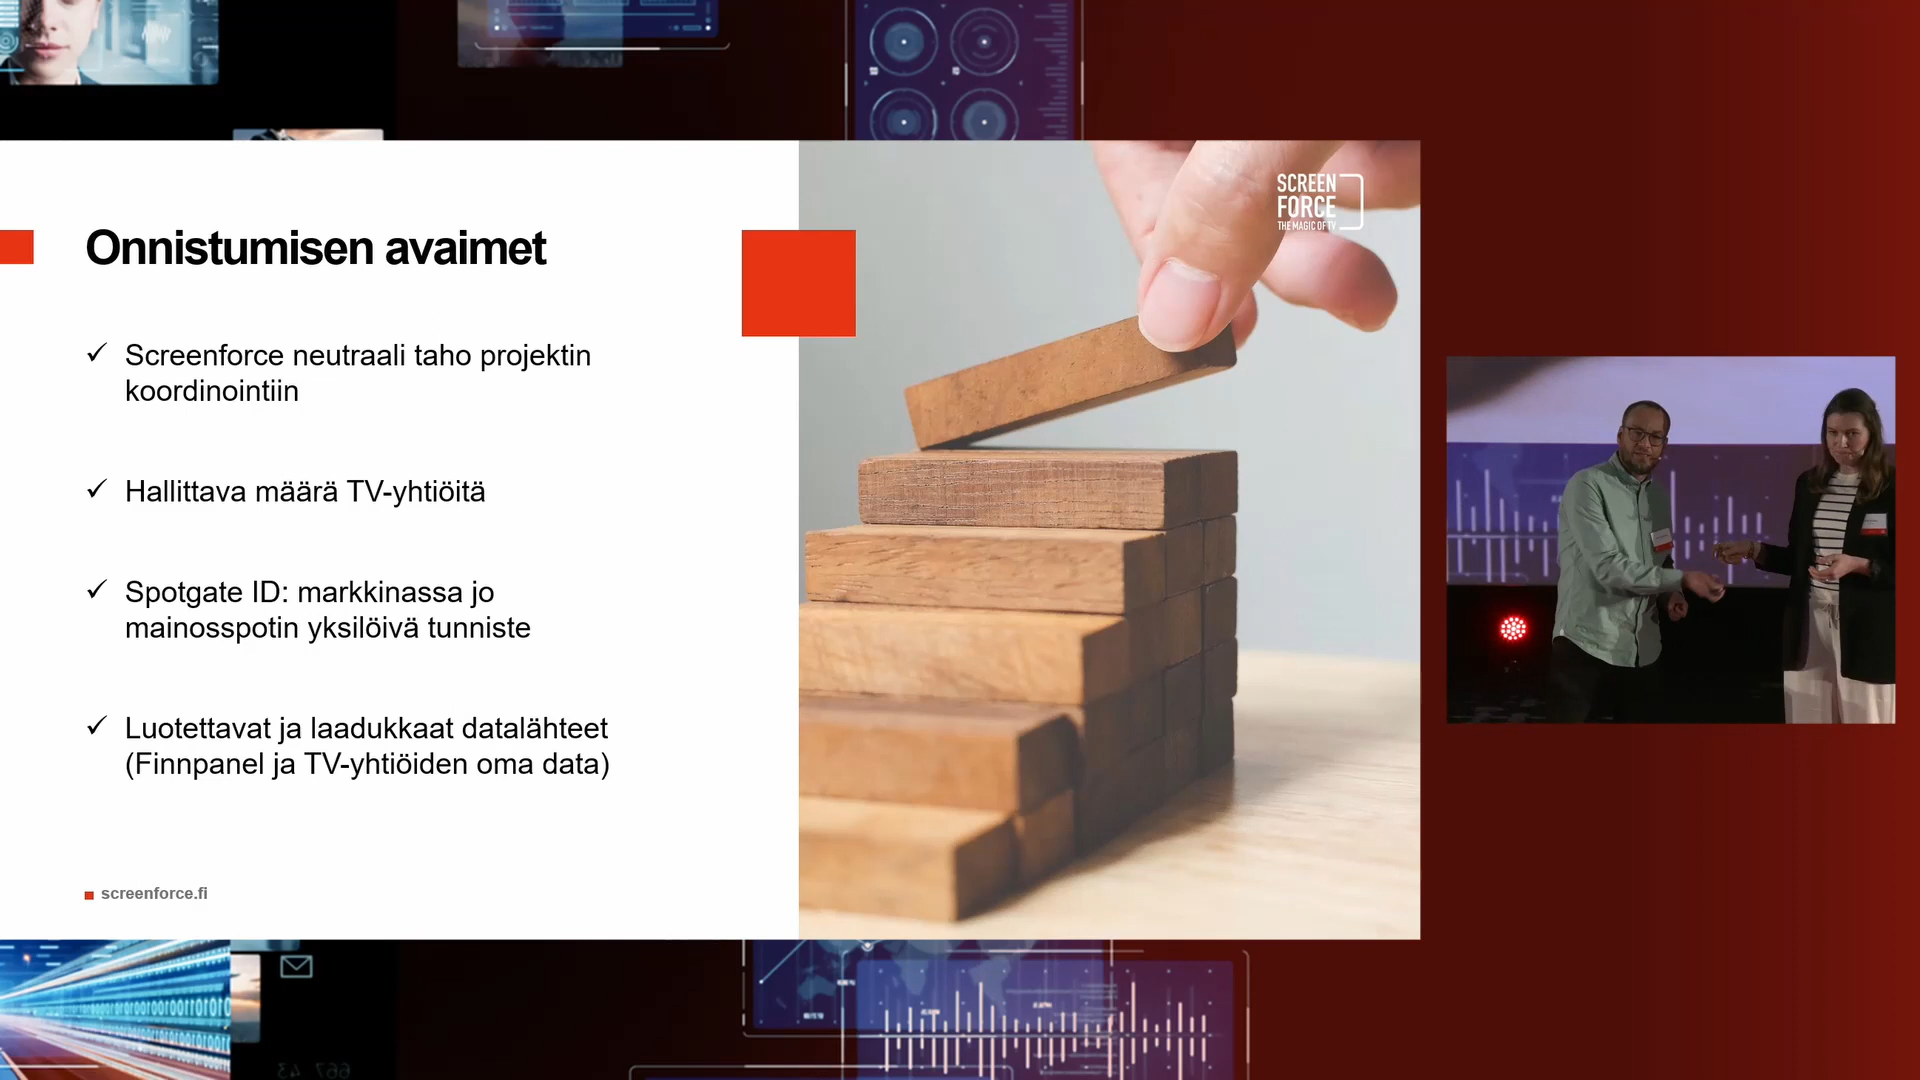 Onnistumisen avaimet
✓ Screenforce neutraali taho projektin
koordinointiin
✓ Hallittava määrä TV-yhtiöitä
✓ Spotgate ID: markkinassa jo
mainosspotin yksilöivä tunniste
✓ Luotettavat ja laadukkaat datalähteet
(Finnpanel ja TV-yhtiöiden oma data)
screenforce.fi
SCREEN
FORCE
THE MAGIC OF TV